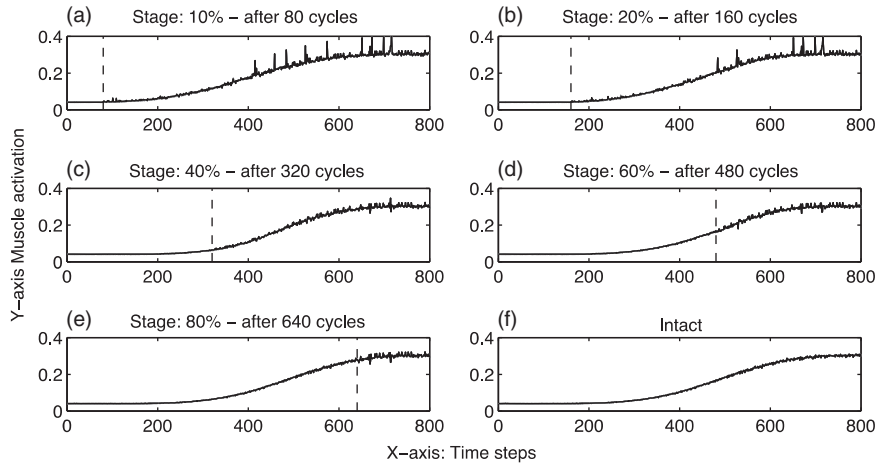 (a) Stage: 10% – after 80 cycles
0.4
0.2
0
0 200 400 600 800
(b) Stage: 20% – after 160 cycles
0.4
0.2
0
0 200 400 600 800
(c) Stage: 40% – after 320 cycles
0.4
0.2
0
0 200 400 600 800
(d) Stage: 60% – after 480 cycles
0.4
0.2
0
0 200 400 600 800
(e) Stage: 80% – after 640 cycles
0.4
0.2
0
0 200 400 600 800
(f) Intact
0.4
0.2
0
0 200 400 600 800
Y–axis Muscle activation
X–axis: Time steps